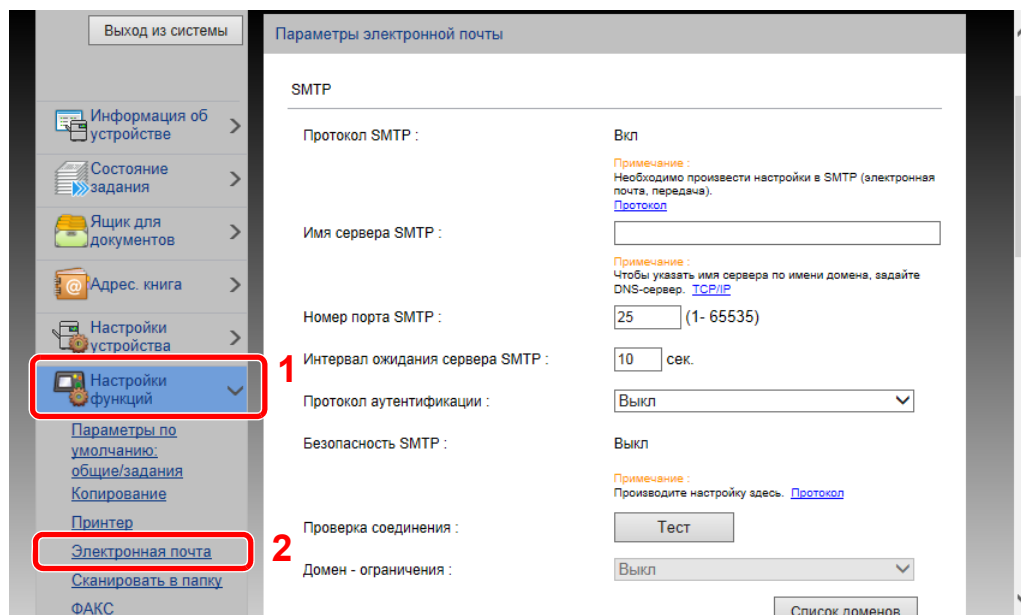 Выход из системы
Информация об
устройстве
Состояние
задания
Ящик для
документов
Адрес. книга
Настройки
устройства
Настройки
функций
1
Параметры по
умолчанию:
общие/задания
Копирование
Принтер
Электронная почта
2
Сканировать в папку
ФАКС
Параметры электронной почты
SMTP
Протокол SMTP :
Вкл
Примечание :
Необходимо произвести настройки в SMTP (электронная
почта, передача).
Протокол
Имя сервера SMTP :
Примечание :
Чтобы указать имя сервера по имени домена, задайте
DNS-сервер. TCP/IP
Номер порта SMTP :
25 (1- 65535)
Интервал ожидания сервера SMTP :
10 сек.
Протокол аутентификации :
Выкл
Безопасность SMTP :
Выкл
Примечание :
Производите настройку здесь. Протокол
Проверка соединения :
Тест
Домен - ограничения :
Выкл
Список доменов